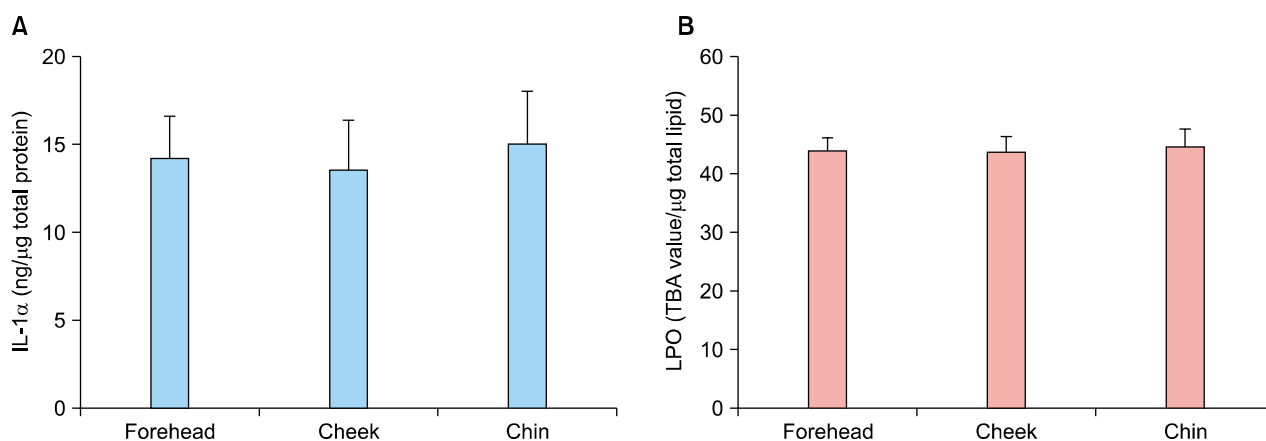 A
IL-1α (ng/μg total protein)
20
15
10
5
0
Forehead Cheek Chin
B
LPO (TBA value/μg total lipid)
60
50
40
30
20
10
0
Forehead Cheek Chin